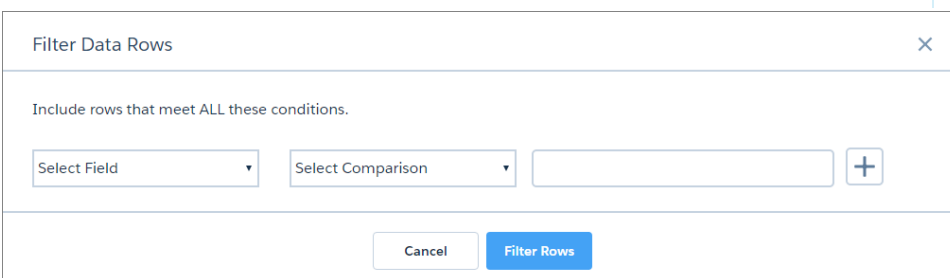 Filter Data Rows
Include rows that meet ALL these conditions.
Select Field
Select Comparison
Cancel
Filter Rows